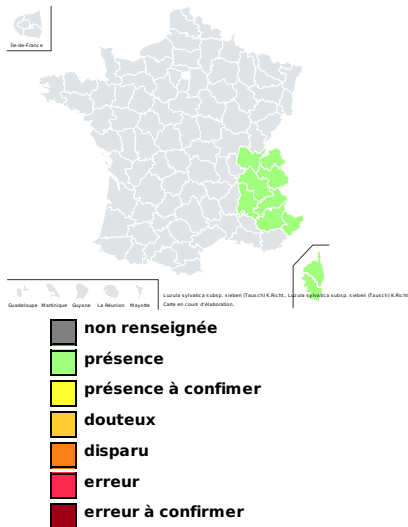 Île-de-France
Guadeloupe Martinique Guyane La Réunion Mayotte
Luzula sylvatica subsp. sieberi (Tausch) K.Richt., Luzula sylvatica subsp. sieberi (Tausch) K.Richt
Carte en cours d'élaboration.
non renseignée
présence
présence à confimer
douteux
disparu
erreur
erreur à confirmer